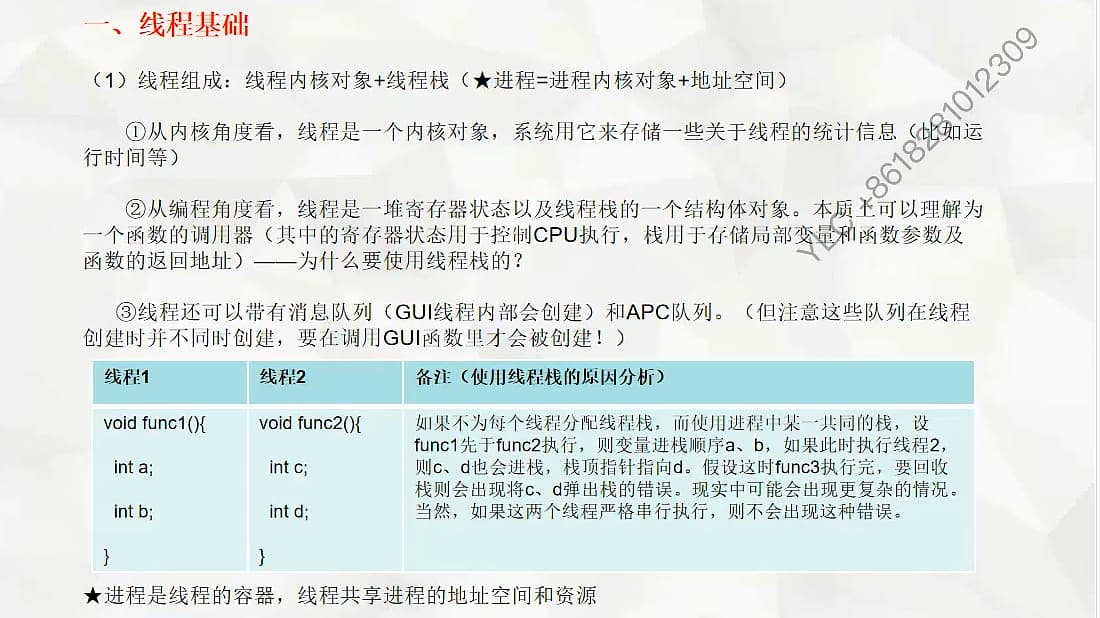 一、线程基础
（1）线程组成：线程内核对象+线程栈（★进程=进程内核对象+地址空间）
①从内核角度看，线程是一个内核对象，系统用它来存储一些关于线程的统计信息（比如运
行时间等）
②从编程角度看，线程是一堆寄存器状态以及线程栈的一个结构体对象。本质上可以理解为
一个函数的调用器（其中的寄存器状态用于控制CPU执行，栈用于存储局部变量和函数参数及
函数的返回地址）——为什么要使用线程栈的？
③线程还可以带有消息队列（GUI线程内部会创建）和APC队列。（但注意这些队列在线程
创建时并不同时创建，要在调用GUI函数里才会被创建！）
线程1
线程2
备注（使用线程栈的原因分析）
void func1(){
int a;
int b;
}
void func2(){
int c;
int d;
}
如果不为每个线程分配线程栈，而使用进程中某一共同的栈，设
func1先于func2执行，则变量进栈顺序a、b，如果此时执行线程2，
则c、d也会进栈，栈顶指针指向d。假设这时func3执行完，要回收
栈则会出现将c、d弹出栈的错误。现实中可能会出现更复杂的情况。
当然，如果这两个线程严格串行执行，则不会出现这种错误。
★进程是线程的容器，线程共享进程的地址空间和资源
+8618281012309